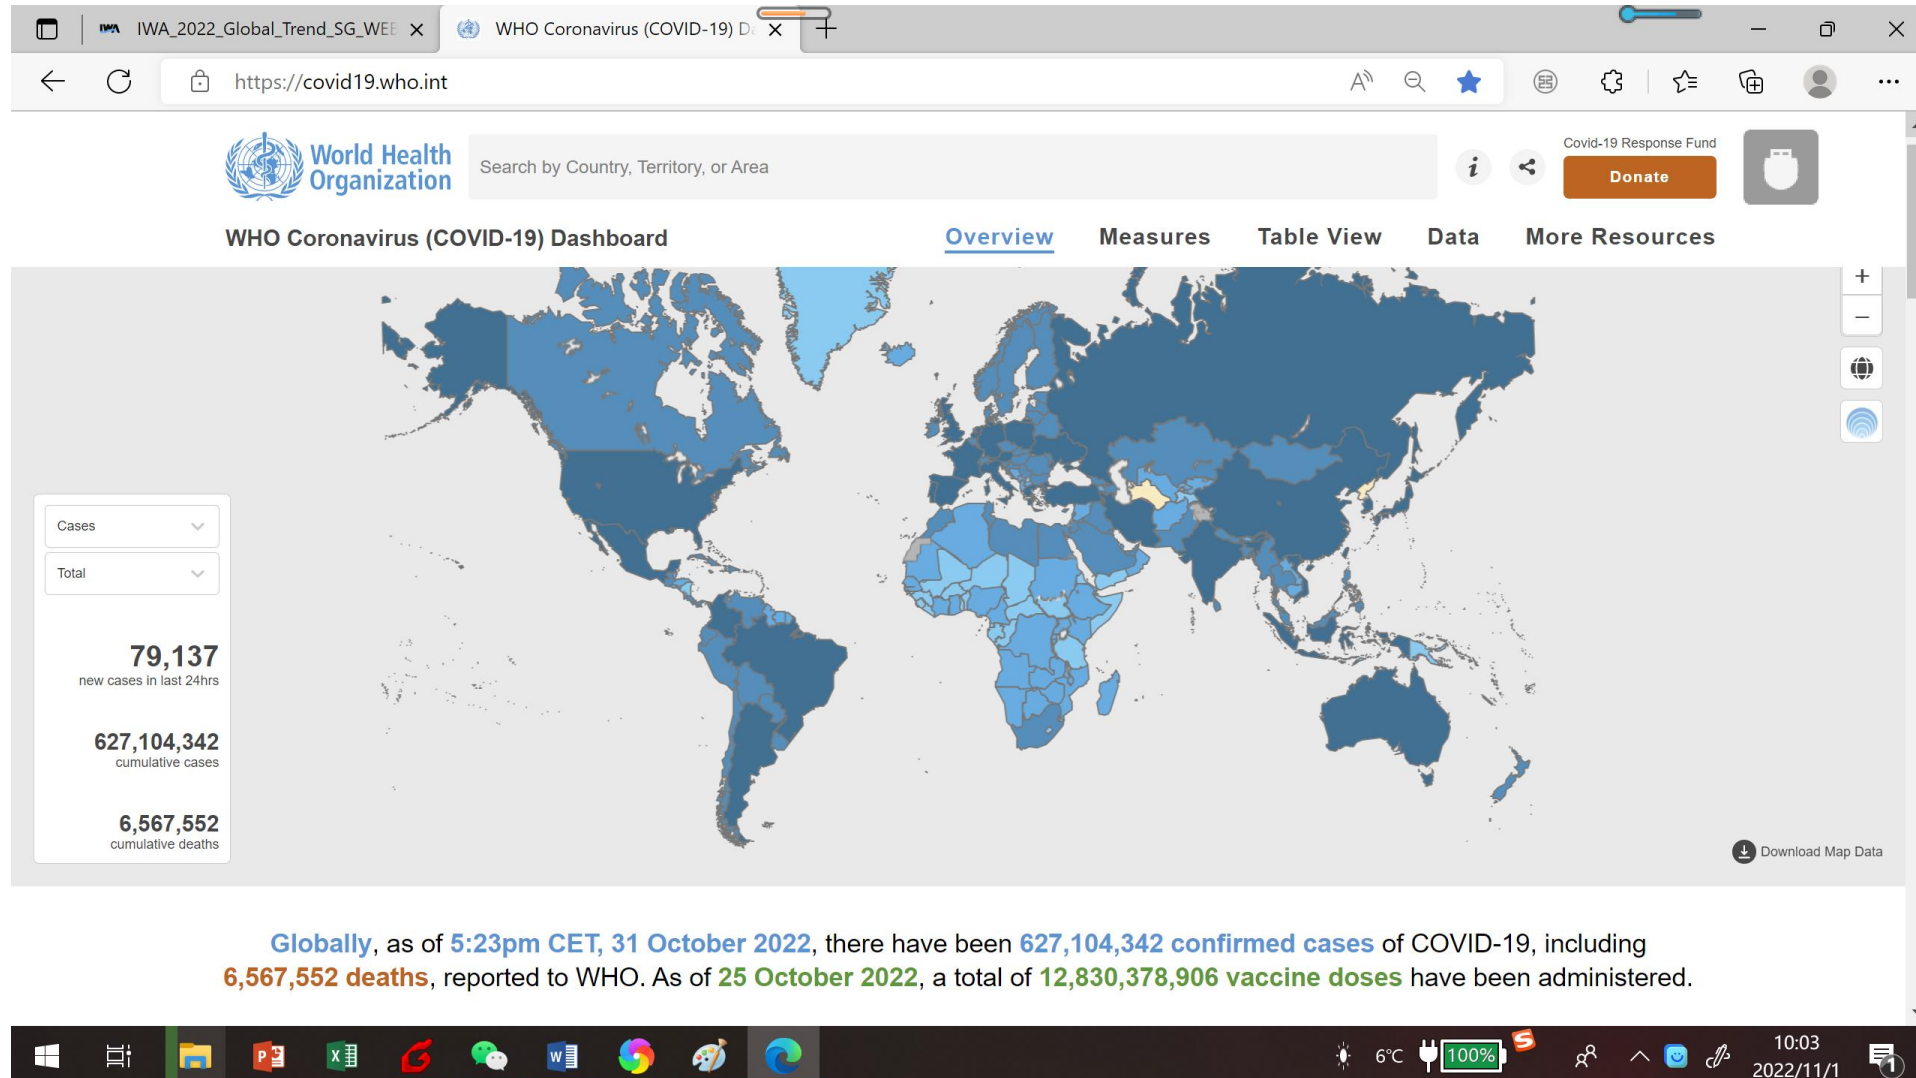 IWA IWA_2022_Global_Trend_SG_WEB
WHO Coronavirus (COVID-19) D
https://covid19.who.int
World Health
Organization
Search by Country, Territory, or Area
i
Covid-19 Response Fund
Donate
WHO Coronavirus (COVID-19) Dashboard
Overview Measures Table View Data More Resources
+
−
Cases
Total
79,137
new cases in last 24hrs
627,104,342
cumulative cases
6,567,552
cumulative deaths
Download Map Data
Globally, as of 5:23pm CET, 31 October 2022, there have been 627,104,342 confirmed cases of COVID-19, including
6,567,552 deaths, reported to WHO. As of 25 October 2022, a total of 12,830,378,906 vaccine doses have been administered.
6°C 100% S
10:03
2022/11/1
1